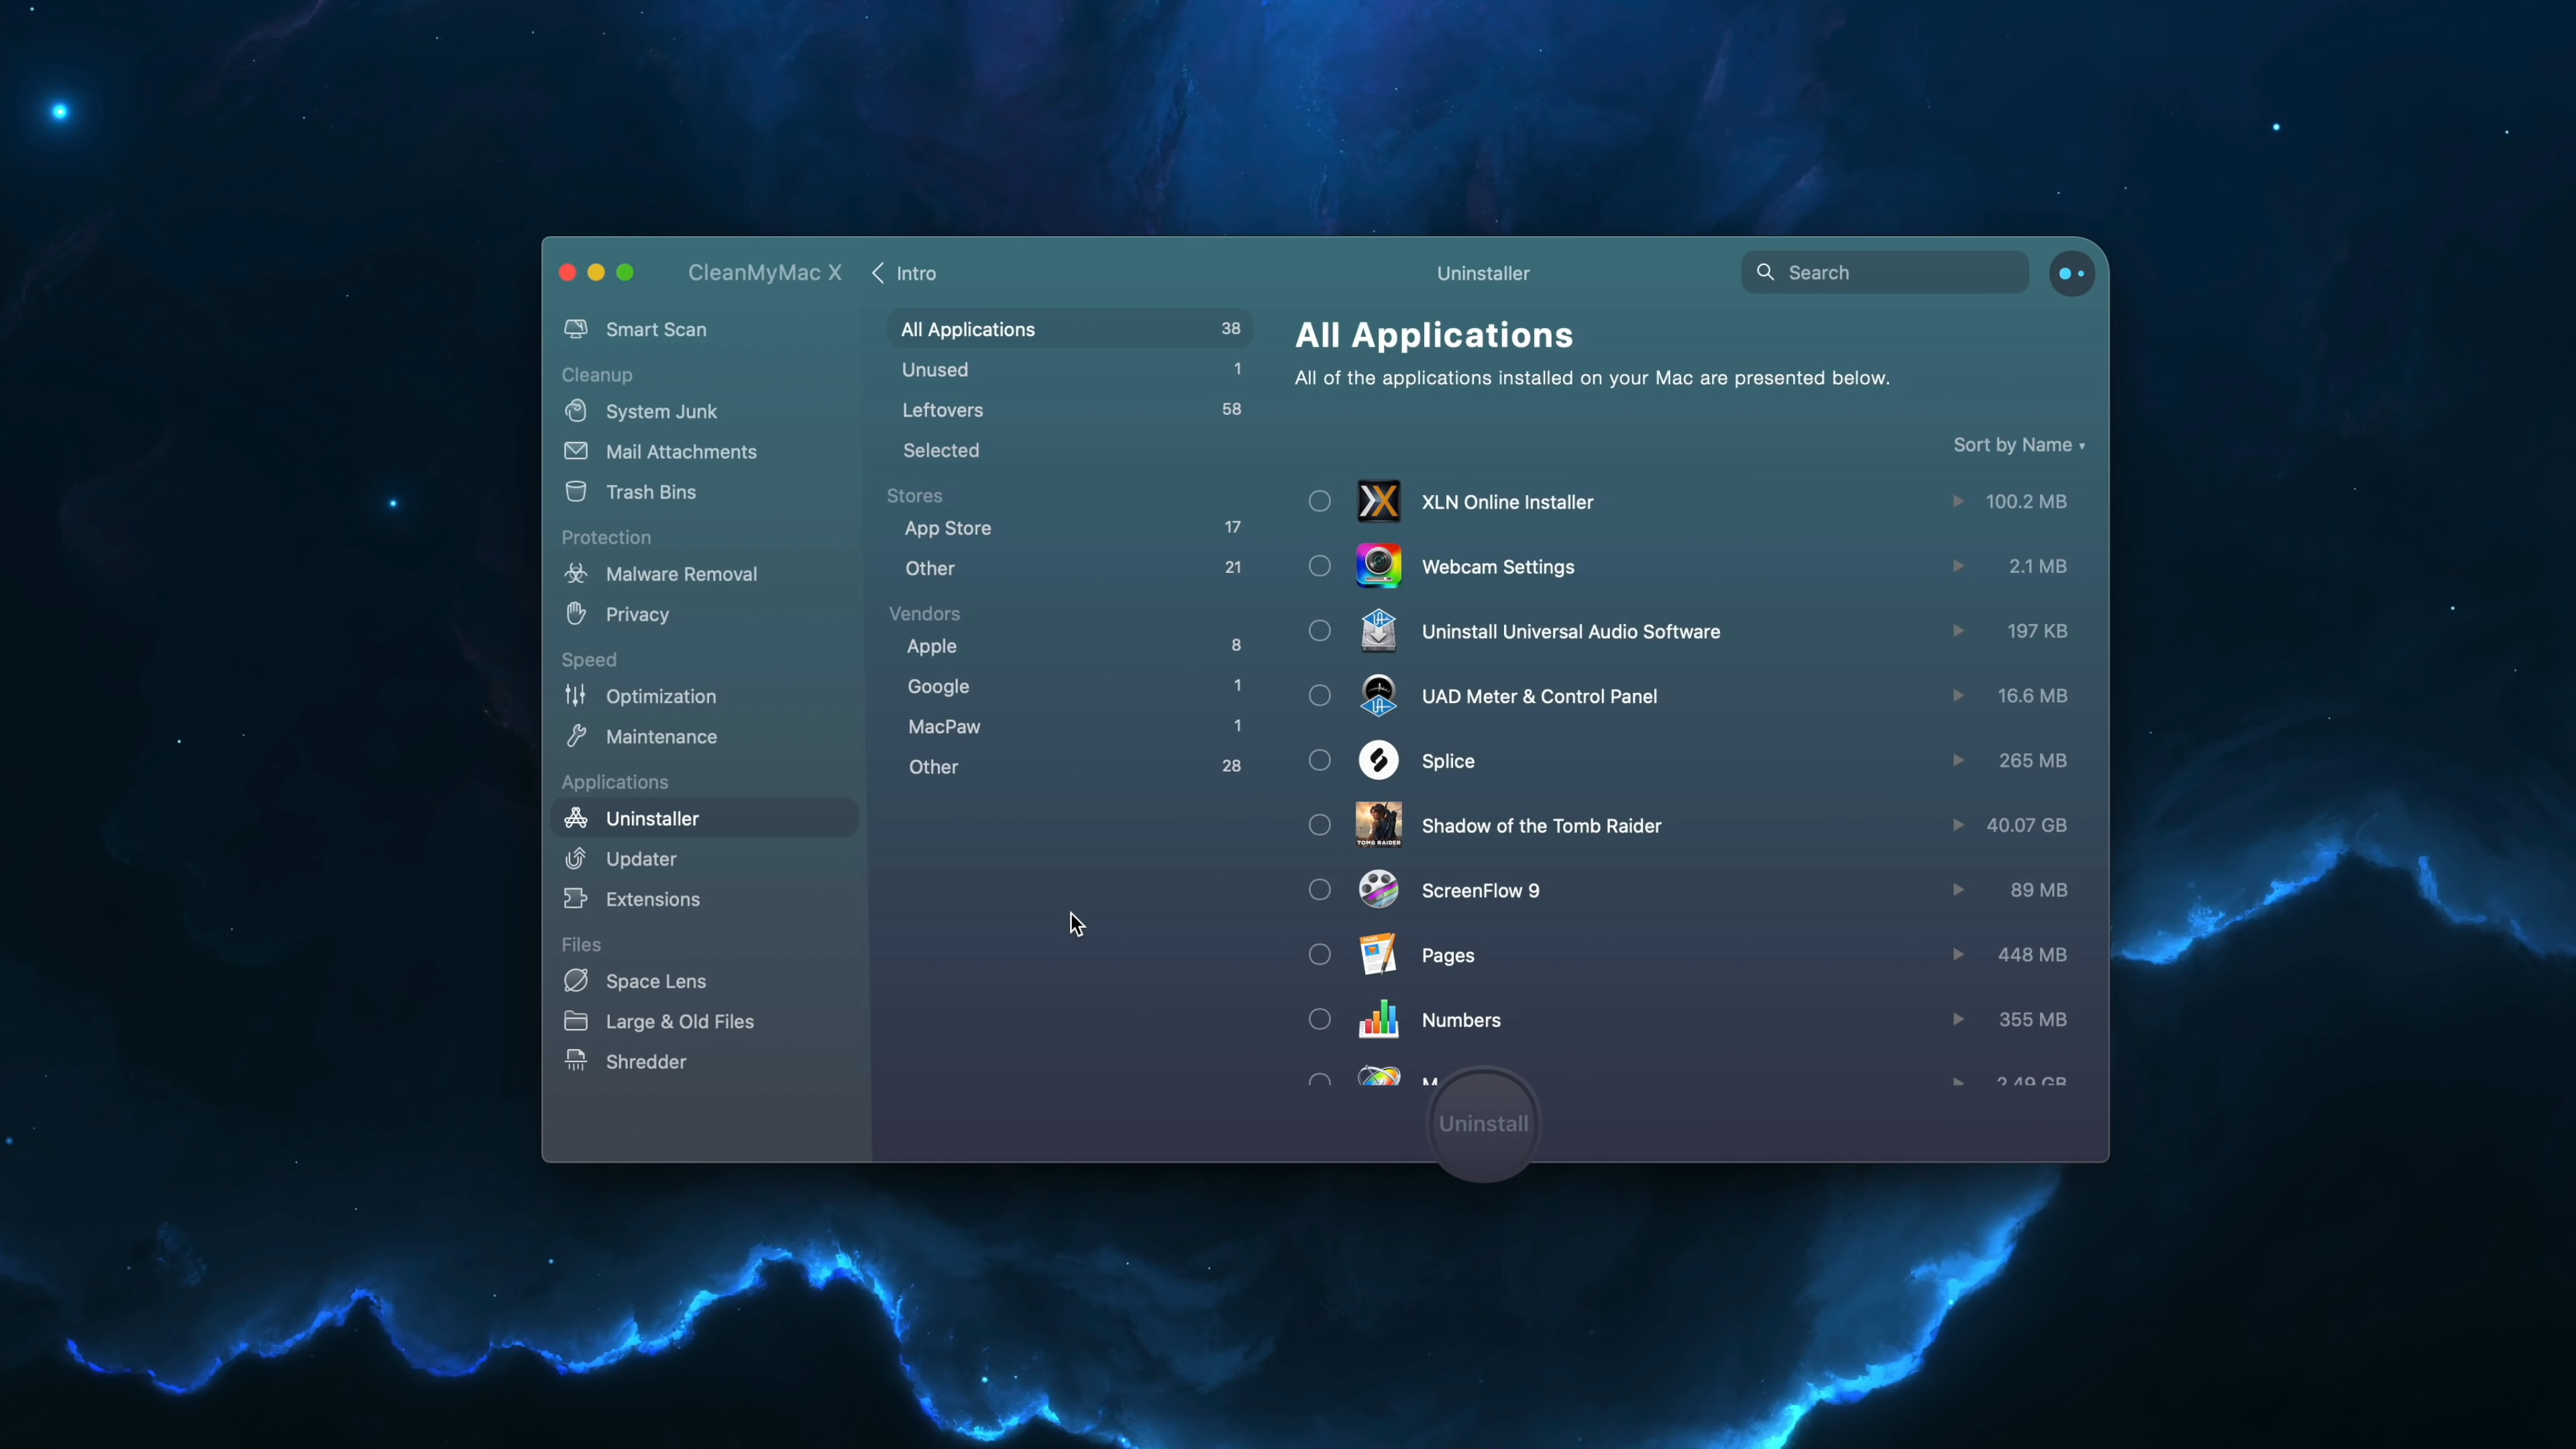 CleanMyMac X
Intro
Uninstaller
Search
Smart Scan
Cleanup
System Junk
Mail Attachments
Trash Bins
Protection
Malware Removal
Privacy
Speed
Optimization
Maintenance
Applications
Uninstaller
Updater
Extensions
Files
Space Lens
Large & Old Files
Shredder
All Applications 38
Unused 1
Leftovers 58
Selected
Stores
App Store 17
Other 21
Vendors
Apple 8
Google 1
MacPaw 1
Other 28
All Applications
All of the applications installed on your Mac are presented below.
Sort by Name
XLN Online Installer 100.2 MB
Webcam Settings 2.1 MB
Uninstall Universal Audio Software 197 KB
UAD Meter & Control Panel 16.6 MB
Splice 265 MB
TOMB RAIDER
Shadow of the Tomb Raider 40.07 GB
ScreenFlow 9 89 MB
Pages 448 MB
Numbers 355 MB
2.49 GB
Uninstall